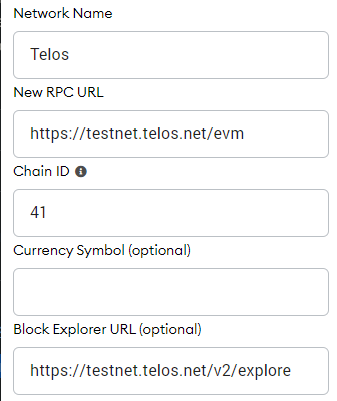 Network Name
Telos
New RPC URL
https://testnet.telos.net/evm
Chain ID
41
Currency Symbol (optional)
Block Explorer URL (optional)
https://testnet.telos.net/v2/explore